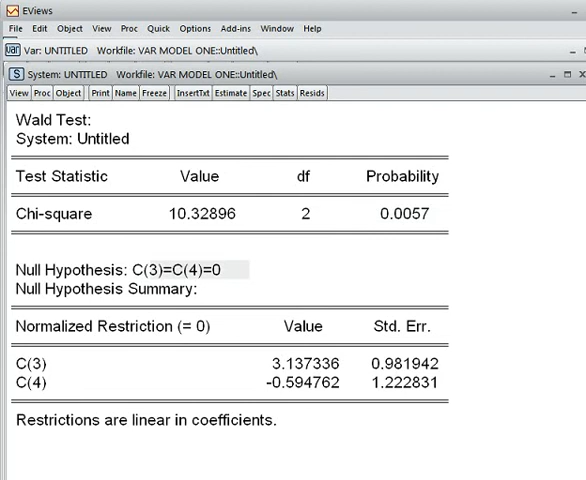 EViews
File Edit Object View Proc Quick Options Add-ins Window Help
var Var: UNTITLED Workfile: VAR MODEL ONE::Untitled\
S System: UNTITLED Workfile: VAR MODEL ONE::Untitled\
View Proc Object Print Name Freeze InsertTxt Estimate Spec Stats Resids
Wald Test:
System: Untitled
Test Statistic Value df Probability
Chi-square 10.32896 2 0.0057
Null Hypothesis: C(3)=C(4)=0
Null Hypothesis Summary:
Normalized Restriction (= 0) Value Std. Err.
C(3) 3.137336 0.981942
C(4) -0.594762 1.222831
Restrictions are linear in coefficients.